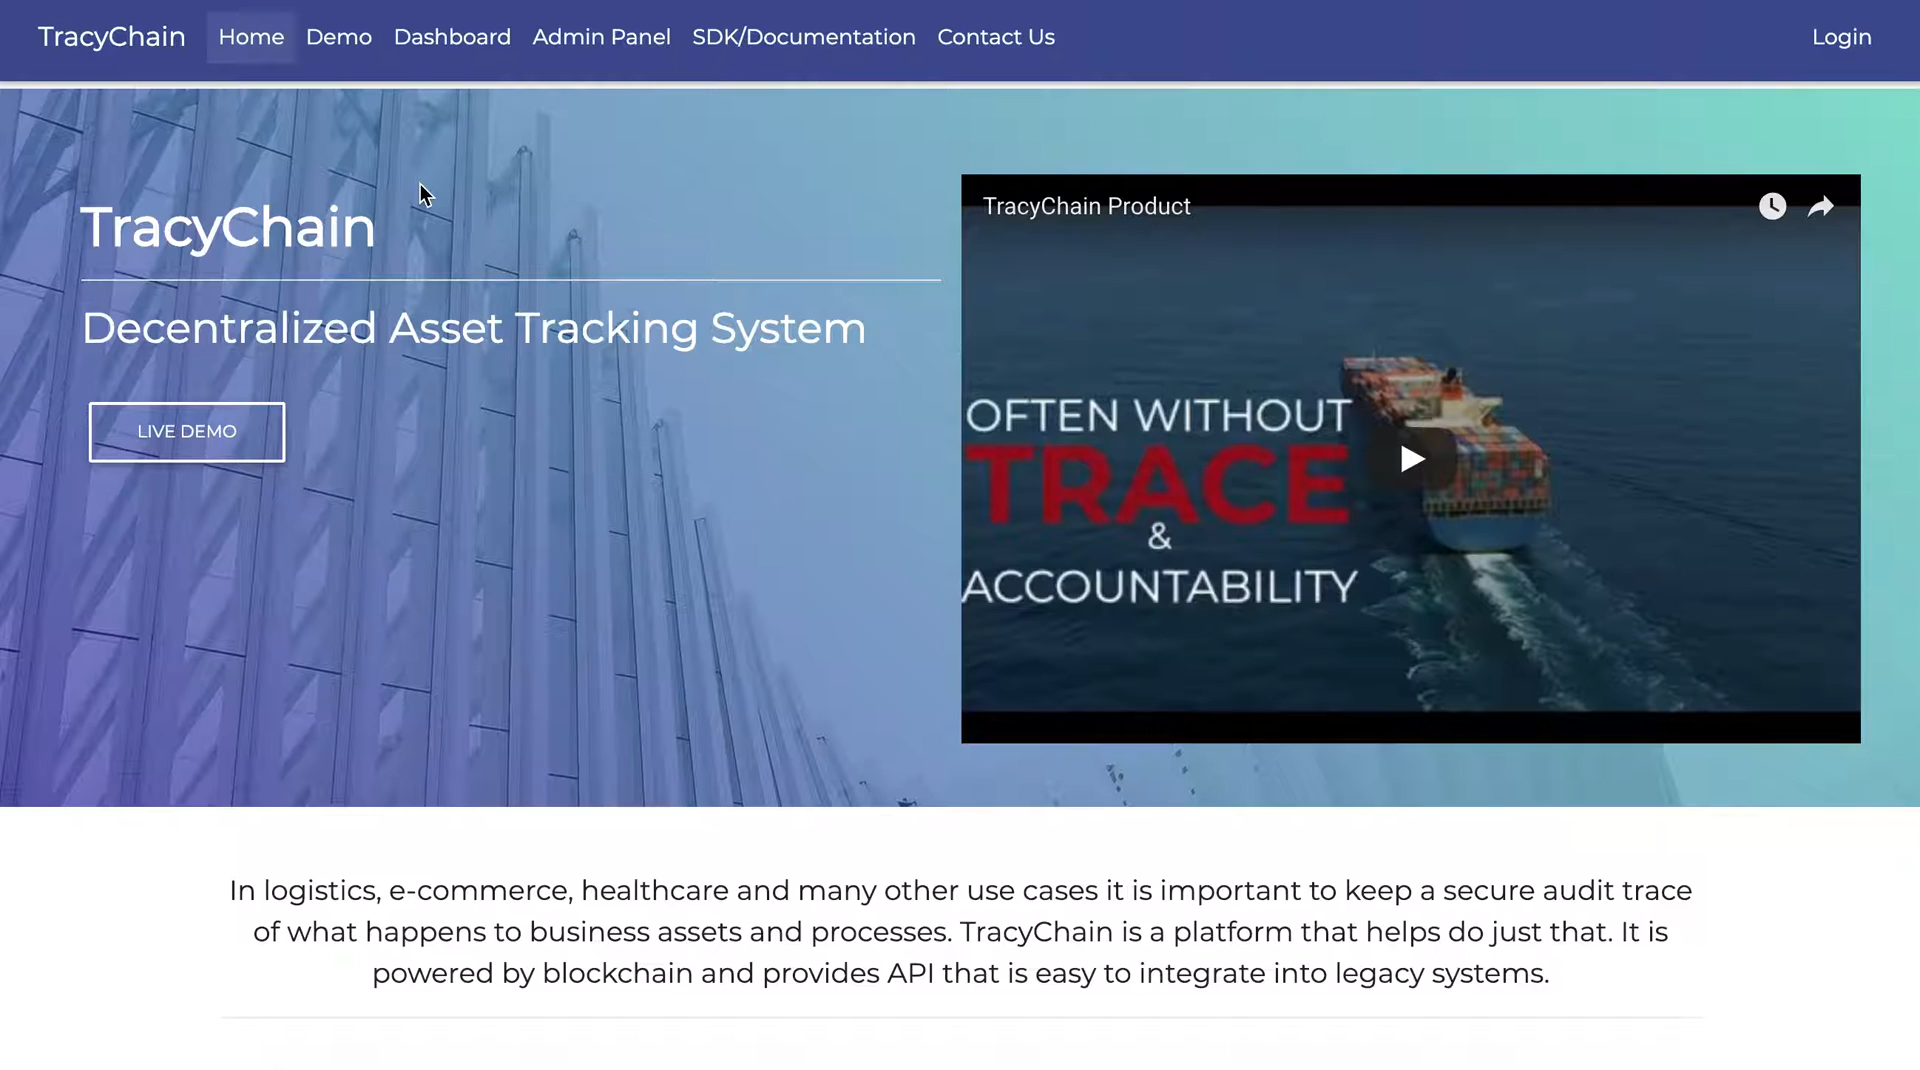 TracyChain Home Demo Dashboard Admin Panel SDK/Documentation Contact Us Login
TracyChain
Decentralized Asset Tracking System
LIVE DEMO
TracyChain Product
OFTEN WITHOUT
TRACE
&
ACCOUNTABILITY
In logistics, e-commerce, healthcare and many other use cases it is important to keep a secure audit trace
of what happens to business assets and processes. TracyChain is a platform that helps do just that. It is
powered by blockchain and provides API that is easy to integrate into legacy systems.